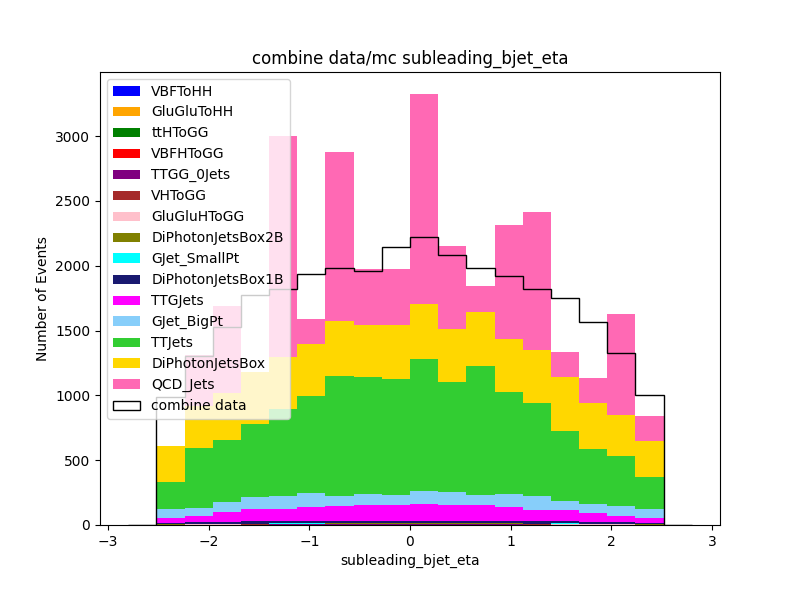 combine data/mc subleading_bjet_eta
VBFToHH
GluGluToHH
ttHToGG
VBFHToGG
TTGG_0Jets
VHToGG
GluGluHToGG
DiPhotonJetsBox2B
GJet_SmallPt
DiPhotonJetsBox1B
TTGJets
GJet_BigPt
TTJets
DiPhotonJetsBox
QCD_Jets
combine data
Number of Events
3000
2500
2000
1500
1000
500
0
−3 −2 −1 0 1 2 3
subleading_bjet_eta